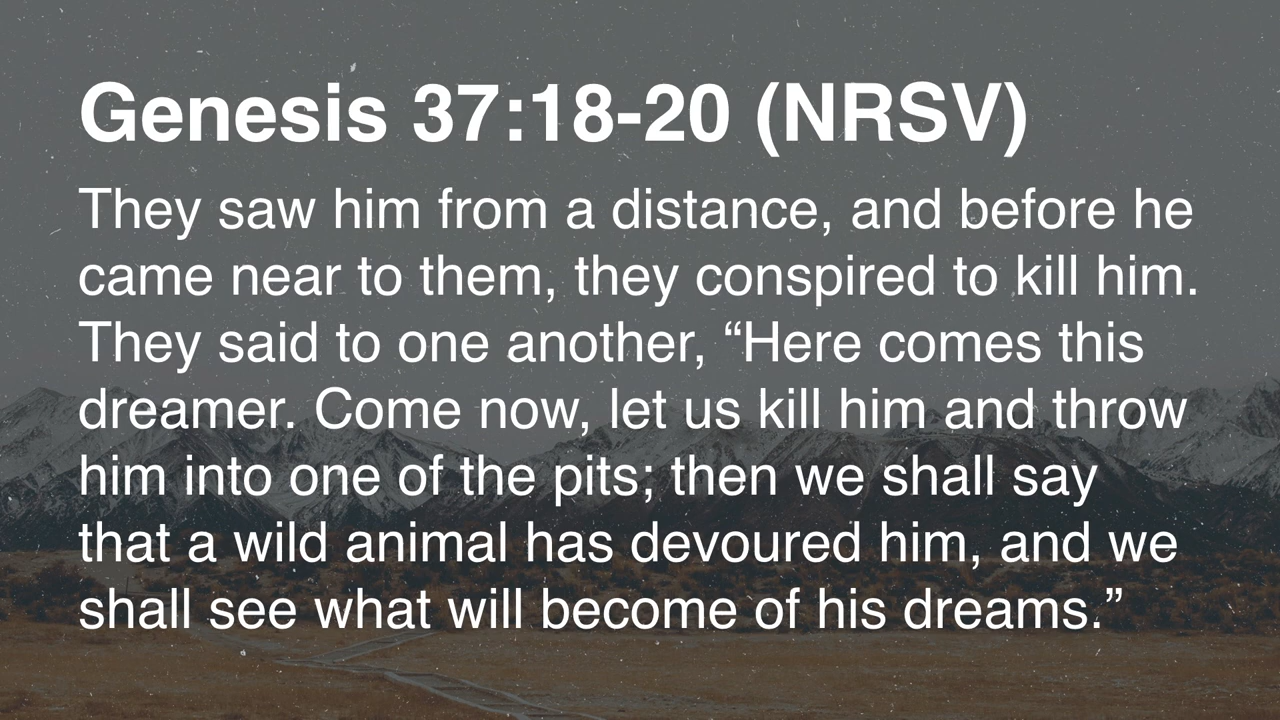 Genesis 37:18-20 (NRSV)
They saw him from a distance, and before he
came near to them, they conspired to kill him.
They said to one another, “Here comes this
dreamer. Come now, let us kill him and throw
him into one of the pits; then we shall say
that a wild animal has devoured him, and we
shall see what will become of his dreams.”